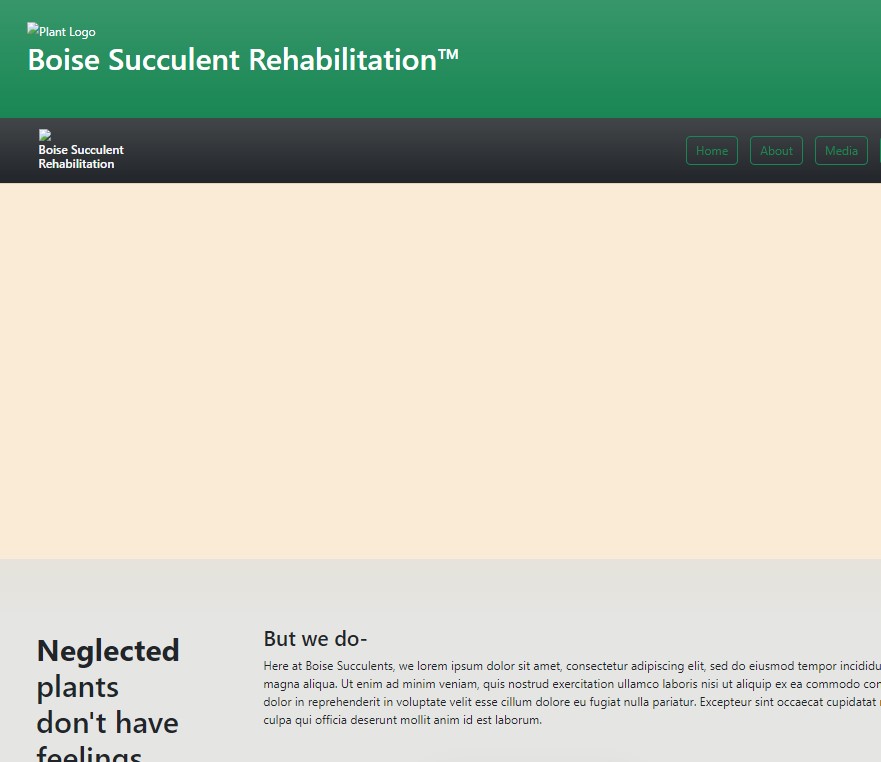 Plant Logo
Boise Succulent Rehabilitation™
Boise Succulent
Rehabilitation
Home
About
Media
Neglected
plants
don't have
feelings
But we do-
Here at Boise Succulents, we lorem ipsum dolor sit amet, consectetur adipiscing elit, sed do eiusmod tempor incididu
magna aliqua. Ut enim ad minim veniam, quis nostrud exercitation ullamco laboris nisi ut aliquip ex ea commodo con
dolor in reprehenderit in voluptate velit esse cillum dolore eu fugiat nulla pariatur. Excepteur sint occaecat cupidatat
culpa qui officia deserunt mollit anim id est laborum.